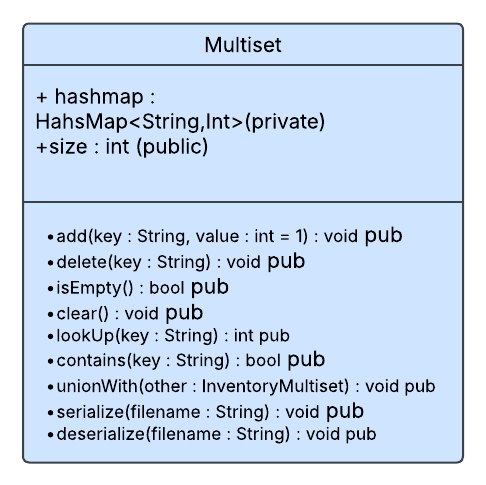 Multiset
+ hashmap :
HahsMap<String,Int>(private)
+size : int (public)
•add(key : String, value : int = 1) : void pub
•delete(key : String) : void pub
•isEmpty() : bool pub
•clear() : void pub
•lookUp(key : String) : int pub
•contains(key : String) : bool pub
•unionWith(other : InventoryMultiset) : void pub
•serialize(filename : String) : void pub
•deserialize(filename : String) : void pub